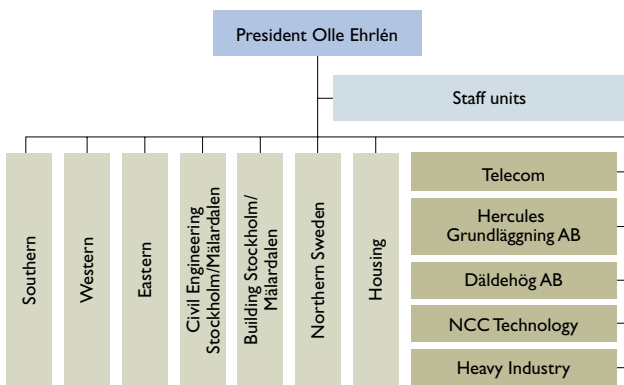 President Olle Ehrlén
Staff units
Southern
Western
Eastern
Civil Engineering
Stockholm/Mälardalen
Building Stockholm/
Mälardalen
Northern Sweden
Housing
Telecom
Hercules
Grundläggning AB
Däldehög AB
NCC Technology
Heavy Industry